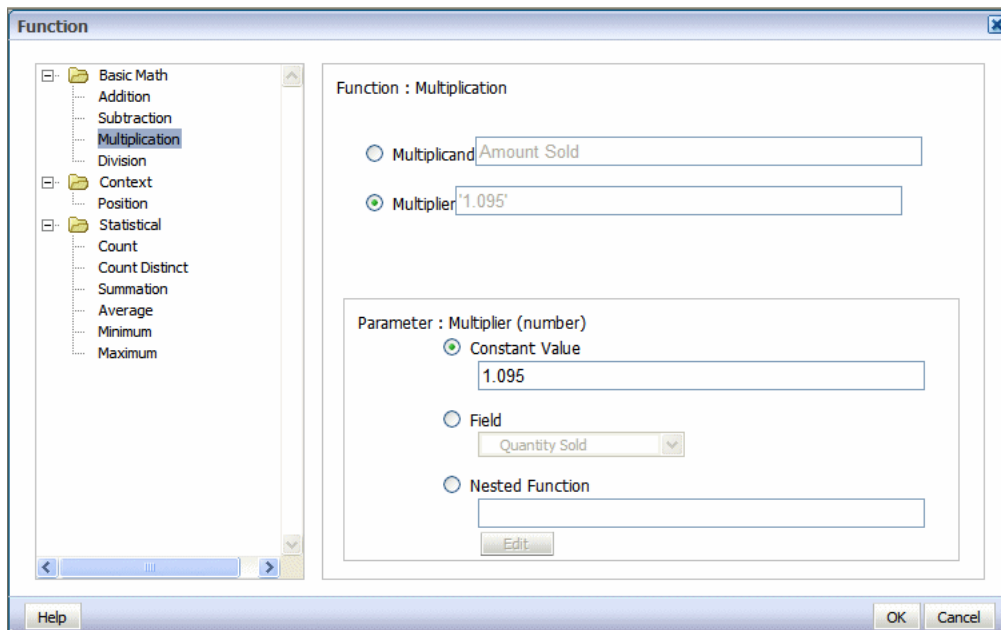 Function
Basic Math
Addition
Subtraction
Multiplication
Division
Context
Position
Statistical
Count
Count Distinct
Summation
Average
Minimum
Maximum
Function : Multiplication
Multiplicand Amount Sold
Multiplier '1.095'
Parameter : Multiplier (number)
Constant Value
1.095
Field
Quantity Sold
Nested Function
Edit
Help OK Cancel